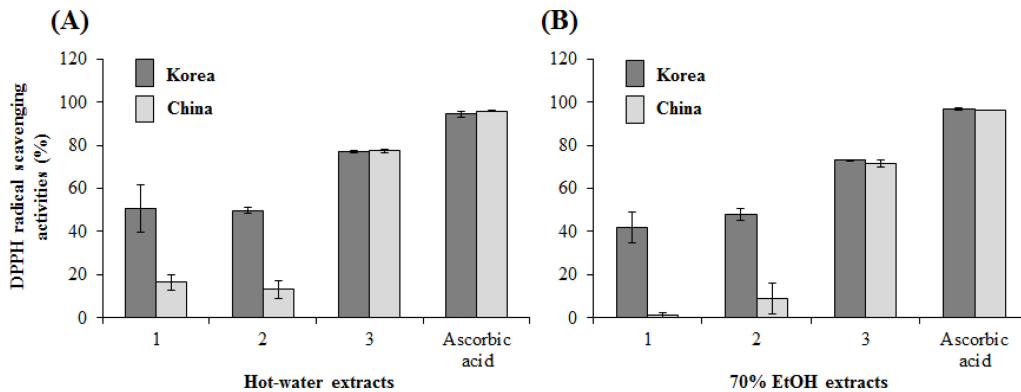 (A)
DPPH radical scavenging
activities (%)
120
100
80
60
40
20
0
Korea
China
1
2
3
Ascorbic
acid
Hot-water extracts
(B)
120
100
80
60
40
20
0
Korea
China
1
2
3
Ascorbic
acid
70% EtOH extracts